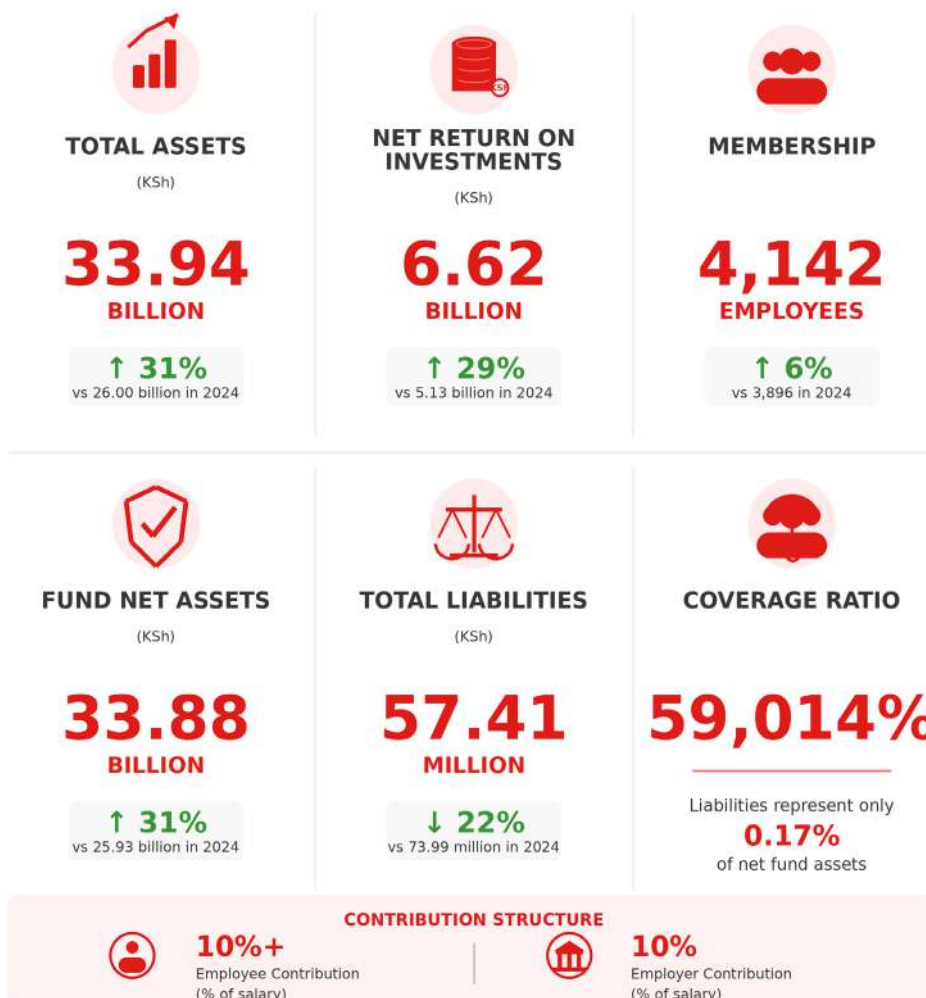 TOTAL ASSETS
(KSh)
33.94
BILLION
↑ 31%
vs 26.00 billion in 2024
NET RETURN ON
INVESTMENTS
(KSh)
6.62
BILLION
↑ 29%
vs 5.13 billion in 2024
MEMBERSHIP
4,142
EMPLOYEES
↑ 6%
vs 3,896 in 2024
FUND NET ASSETS
(KSh)
33.88
BILLION
↑ 31%
vs 25.93 billion in 2024
TOTAL LIABILITIES
(KSh)
57.41
MILLION
↓ 22%
vs 73.99 million in 2024
COVERAGE RATIO
59,014%
Liabilities represent only
0.17%
of net fund assets
CONTRIBUTION STRUCTURE
10%+
Employee Contribution
(% of salary)
10%
Employer Contribution
(% of salary)